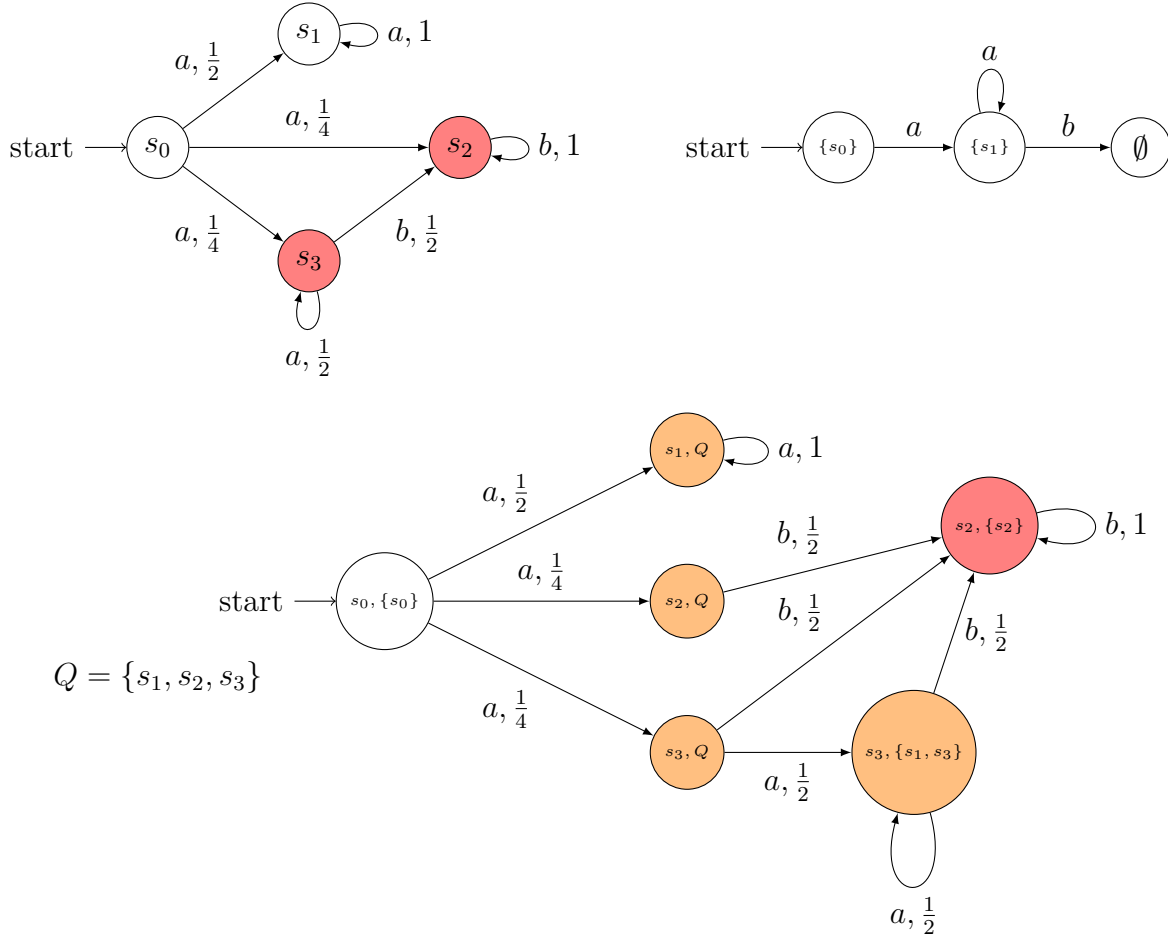 s₁
a, 1
a, ½
a, ¼
start
s₀
s₂
b, 1
a, ¼
b, ½
s₃
a, ½
a
start
{s₀}
a
{s₁}
b
∅
s₁, Q
a, 1
a, ½
s₂, {s₂}
b, 1
b, ½
a, ¼
start
s₀, {s₀}
s₂, Q
b, ½
b, ½
Q = {s₁, s₂, s₃}
a, ¼
s₃, Q
a, ½
s₃, {s₁, s₃}
a, ½